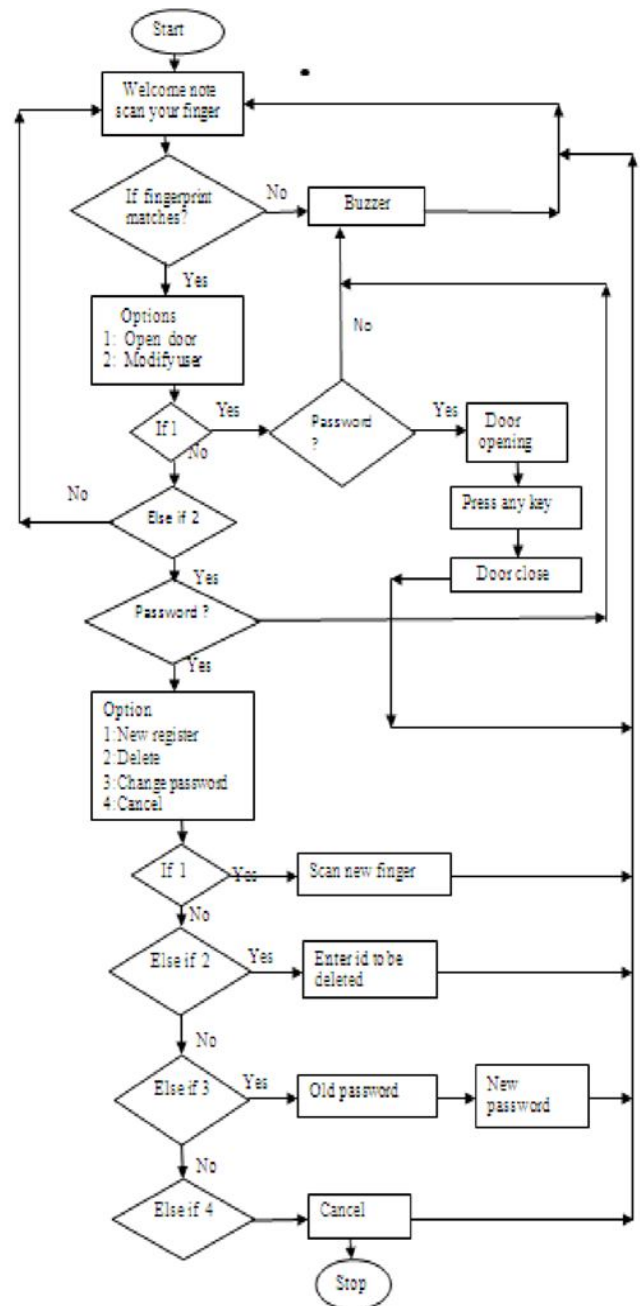 Start
Welcome note
scan your finger
If fingerprint
matches?
No
Buzzer
Yes
Options
1: Open door
2: Modify user
No
If 1
Yes
Password
?
Yes
Door
opening
No
No
Else if 2
Press any key
Yes
Door close
Password ?
Yes
Option
1:New register
2:Delete
3:Change password
4:Cancel
If 1
Yes
Scan new finger
No
Else if 2
Yes
Enter id to be
deleted
No
Else if 3
Yes
Old password
New
password
No
Else if 4
Cancel
Stop